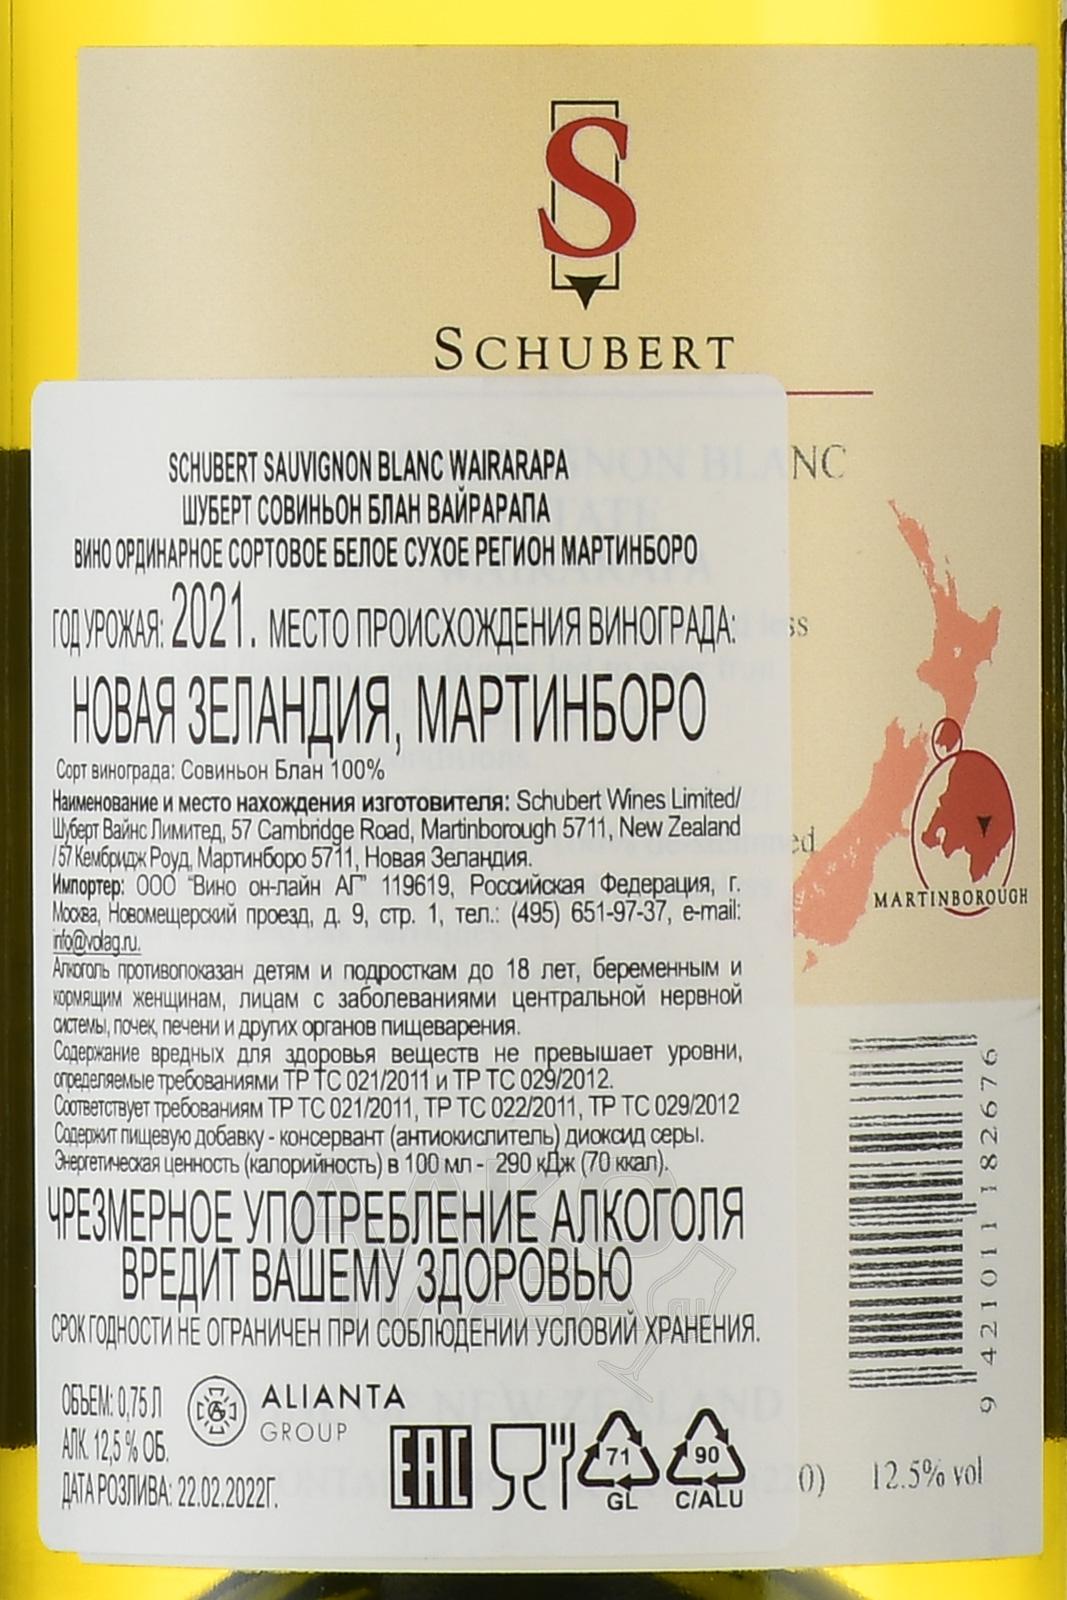 S
SCHUBERT
NC
SCHUBERT SAUVIGNON BLANC WAIRARAPA
ШУБЕРТ СОВИНЬОН БЛАН ВАЙРАРАПА
ВИНО ОРДИНАРНОЕ СОРТОВОЕ БЕЛОЕ СУХОЕ РЕГИОН МАРТИНБОРО
ГОД УРОЖАЯ: 2021. МЕСТО ПРОИСХОЖДЕНИЯ ВИНОГРАДА:
НОВАЯ ЗЕЛАНДИЯ, МАРТИНБОРО
Сорт винограда: Совиньон Блан 100%
Наименование и место нахождения изготовителя: Schubert Wines Limited/
Шуберт Вайнс Лимитед, 57 Cambridge Road, Martinborough 5711, New Zealand
/ 57 Кембридж Роуд, Мартинборо 5711, Новая Зеландия.
Импортер: ООО "Вино он-лайн АГ" 119619, Российская Федерация, г.
Москва, Новомещерский проезд, д. 9, стр. 1, тел.: (495) 651-97-37, e-mail:
info@volag.ru.
Алкоголь противопоказан детям и подросткам до 18 лет, беременным и
кормящим женщинам, лицам с заболеваниями центральной нервной
системы, почек, печени и других органов пищеварения.
Содержание вредных для здоровья веществ не превышает уровни,
определяемые требованиями ТР ТС 021/2011 и ТР ТС 029/2012.
Соответствует требованиям ТР ТС 021/2011, ТР ТС 022/2011, ТР ТС 029/2012
Содержит пищевую добавку - консервант (антиокислитель) диоксид серы.
Энергетическая ценность (калорийность) в 100 мл - 290 кДж (70 ккал).
ЧРЕЗМЕРНОЕ УПОТРЕБЛЕНИЕ АЛКОГОЛЯ
ВРЕДИТ ВАШЕМУ ЗДОРОВЬЮ
СРОК ГОДНОСТИ НЕ ОГРАНИЧЕН ПРИ СОБЛЮДЕНИИ УСЛОВИЙ ХРАНЕНИЯ.
ОБЪЕМ: 0,75 Л
АЛК. 12,5 % ОБ.
ДАТА РОЗЛИВА: 22.02.2022Г.
ALIANTA
GROUP
EAC
71
GL
90
C/ALU
MARTINBOROUGH
9 421011 182676
12.5% vol